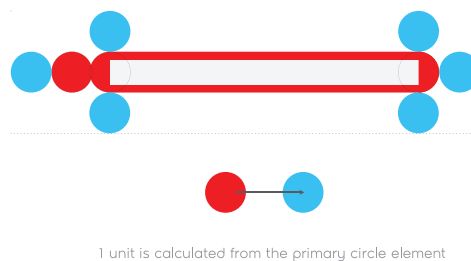 1 unit is calculated from the primary circle element